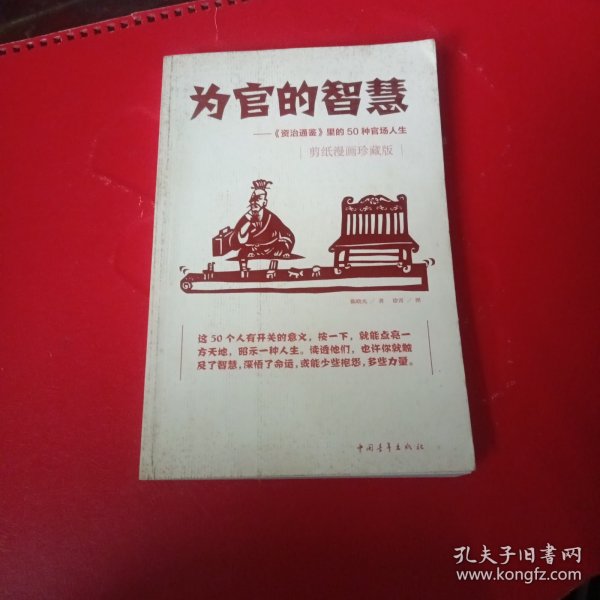 为官的智慧
——《资治通鉴》里的50种官场人生
剪纸漫画珍藏版
著
这50个人有开关的意义，按一下，就能点亮一
方天地，昭示一种人生。读透他们，也许你就触
及了智慧，深悟了命运，或能少些抱怨，多些力量。
中国青年出版社
孔夫子旧书网
www.kongfz.com